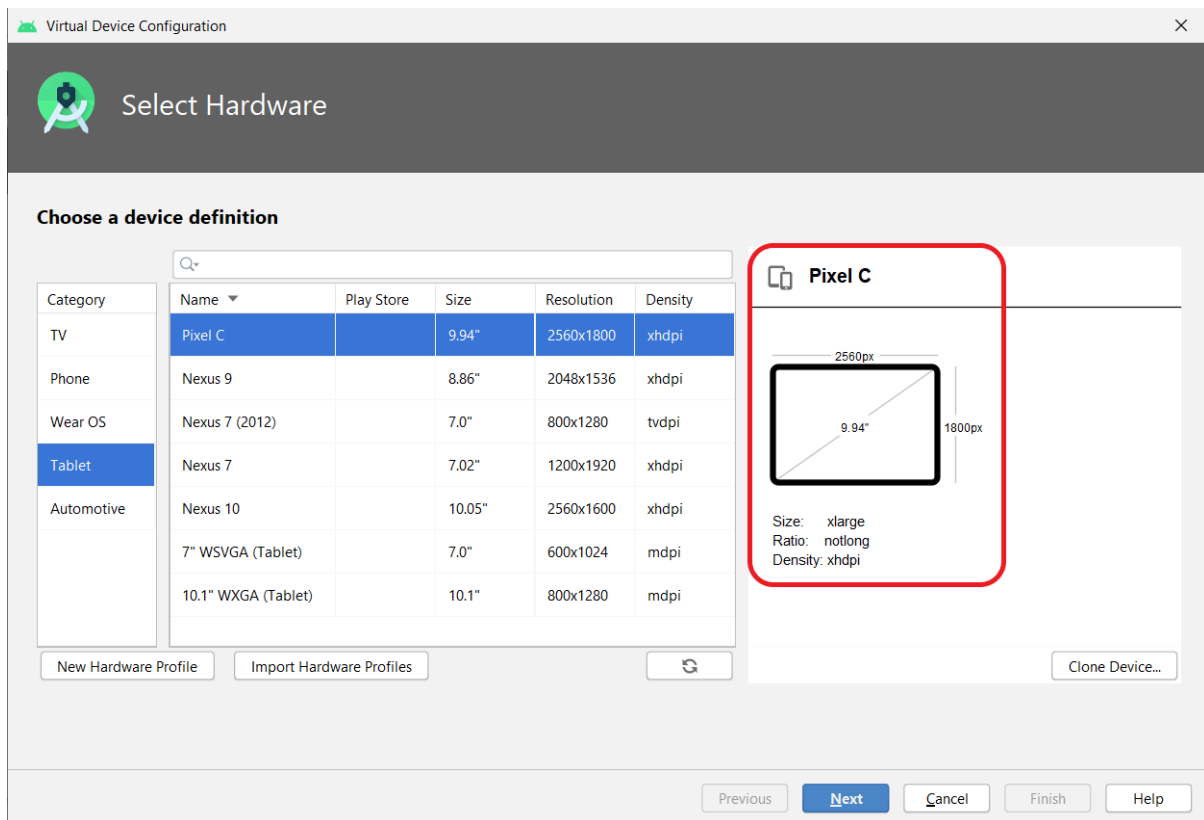 Virtual Device Configuration
Select Hardware
Choose a device definition
Category
TV
Phone
Wear OS
Tablet
Automotive
Name Play Store Size Resolution Density
Pixel C 9.94" 2560x1800 xhdpi
Nexus 9 8.86" 2048x1536 xhdpi
Nexus 7 (2012) 7.0" 800x1280 tvdpi
Nexus 7 7.02" 1200x1920 xhdpi
Nexus 10 10.05" 2560x1600 xhdpi
7" WSVGA (Tablet) 7.0" 600x1024 mdpi
10.1" WXGA (Tablet) 10.1" 800x1280 mdpi
Pixel C
2560px
9.94"
1800px
Size: xlarge
Ratio: notlong
Density: xhdpi
New Hardware Profile Import Hardware Profiles Clone Device...
Previous Next Cancel Finish Help